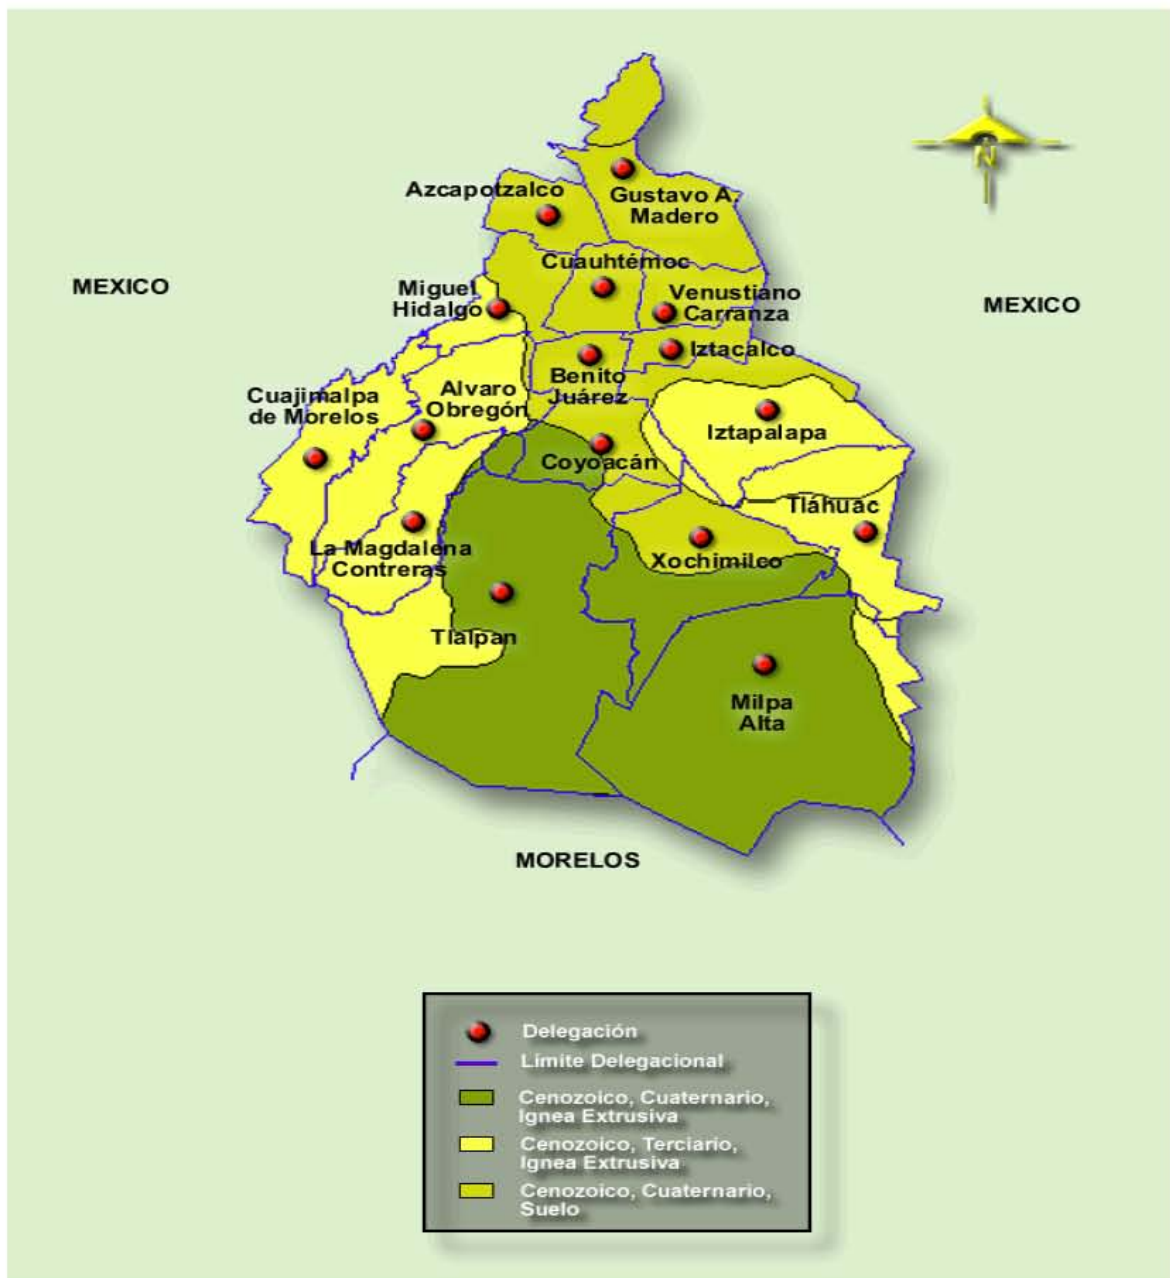 Azcapotzalco
Gustavo A.
Madero
N
MEXICO
Cuauhtémoc
Miguel
Hidalgo
Venustiano
Carranza
MEXICO
Iztacalco
Benito
Juárez
Cuajimalpa
de Morelos
Alvaro
Obregón
Iztapalapa
Coyoacán
Tláhuac
La Magdalena
Contreras
Xochimilco
Tlalpan
Milpa
Alta
MORELOS
Delegación
Límite Delegacional
Cenozoico, Cuaternario,
Ignea Extrusiva
Cenozoico, Terciario,
Ignea Extrusiva
Cenozoico, Cuaternario,
Suelo